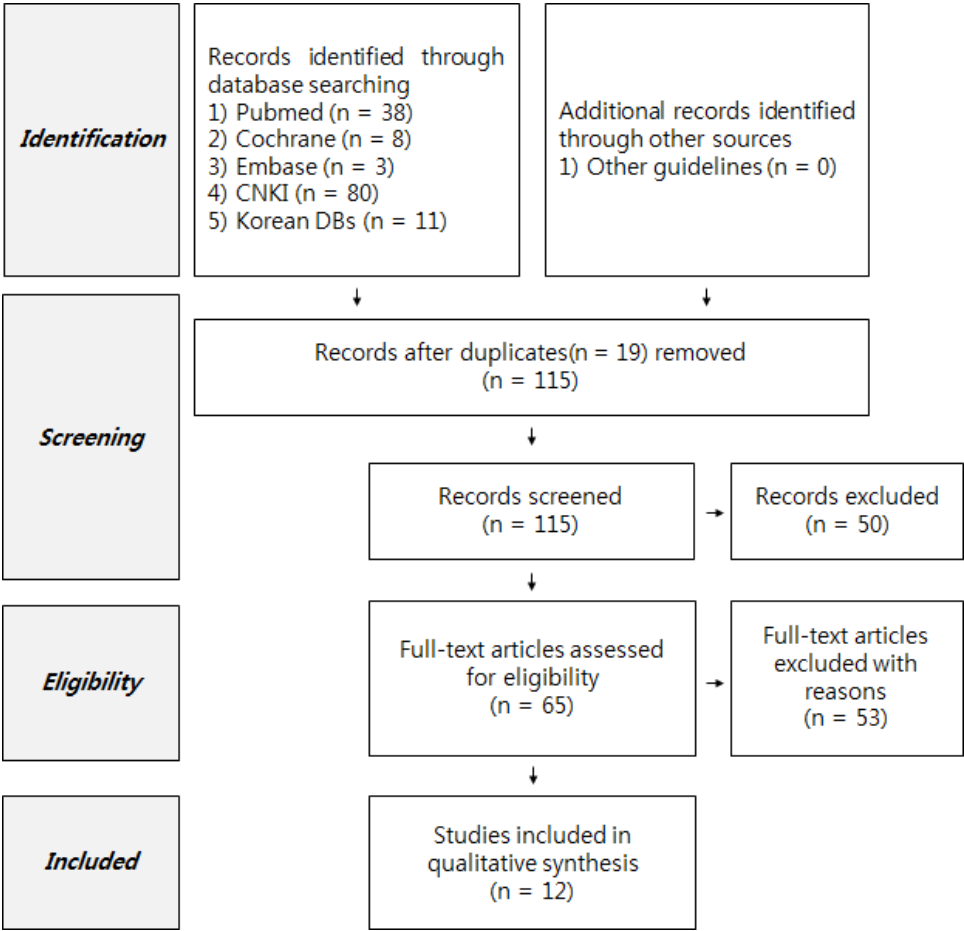 Identification
Records identified through
database searching
1) Pubmed (n = 38)
2) Cochrane (n = 8)
3) Embase (n = 3)
4) CNKI (n = 80)
5) Korean DBs (n = 11)
Additional records identified
through other sources
1) Other guidelines (n = 0)
Screening
Records after duplicates(n = 19) removed
(n = 115)
Records screened
(n = 115)
Records excluded
(n = 50)
Eligibility
Full-text articles assessed
for eligibility
(n = 65)
Full-text articles
excluded with
reasons
(n = 53)
Included
Studies included in
qualitative synthesis
(n = 12)